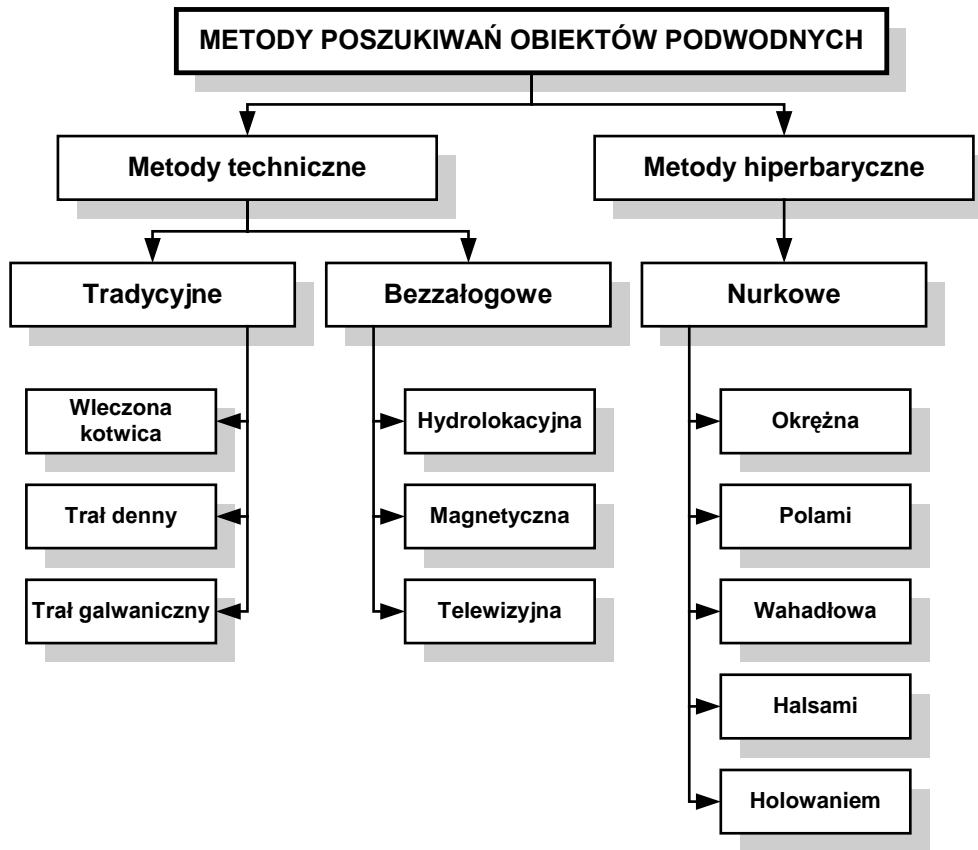 METODY POSZUKIWAŃ OBIEKTÓW PODWODNYCH
Metody techniczne
Metody hiperbaryczne
Tradycyjne
Bezzałogowe
Nurkowe
Wleczona
kotwica
Trał denny
Trał galwaniczny
Hydrolokacyjna
Magnetyczna
Telewizyjna
Okrężna
Polami
Wahadłowa
Halsami
Holowaniem